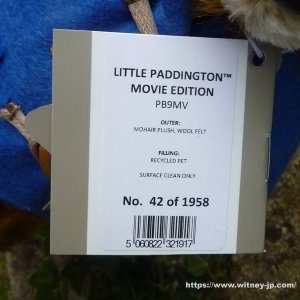 LITTLE PADDINGTON™
MOVIE EDITION
PB9MV
OUTER:
MOHAIR PLUSH, WOOL FELT
FILLING:
RECYCLED PET
SURFACE CLEAN ONLY
No. 42 of 1958
5 060822 321917
https://www.witney-jp.com/